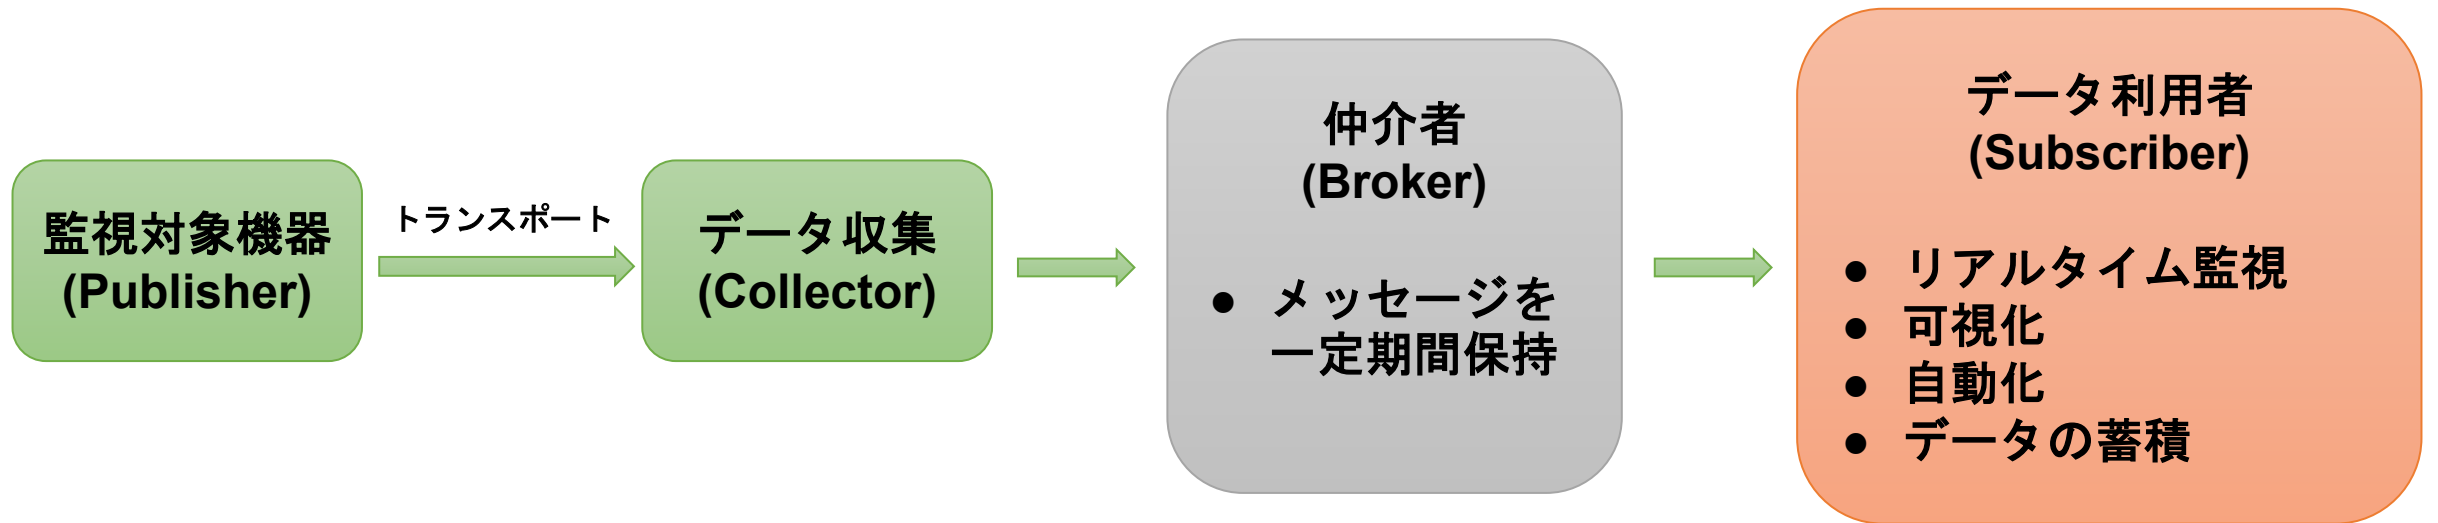 監視対象機器
(Publisher)
トランスポート
データ収集
(Collector)
仲介者
(Broker)
● メッセージを
一定期間保持
データ利用者
(Subscriber)
● リアルタイム監視
● 可視化
● 自動化
● データの蓄積